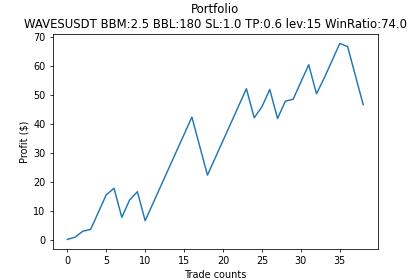 Portfolio
WAVESUSDT BBM:2.5 BBL:180 SL:1.0 TP:0.6 lev:15 WinRatio:74.0
Profit ($)
70
60
50
40
30
20
10
0
0 5 10 15 20 25 30 35
Trade counts